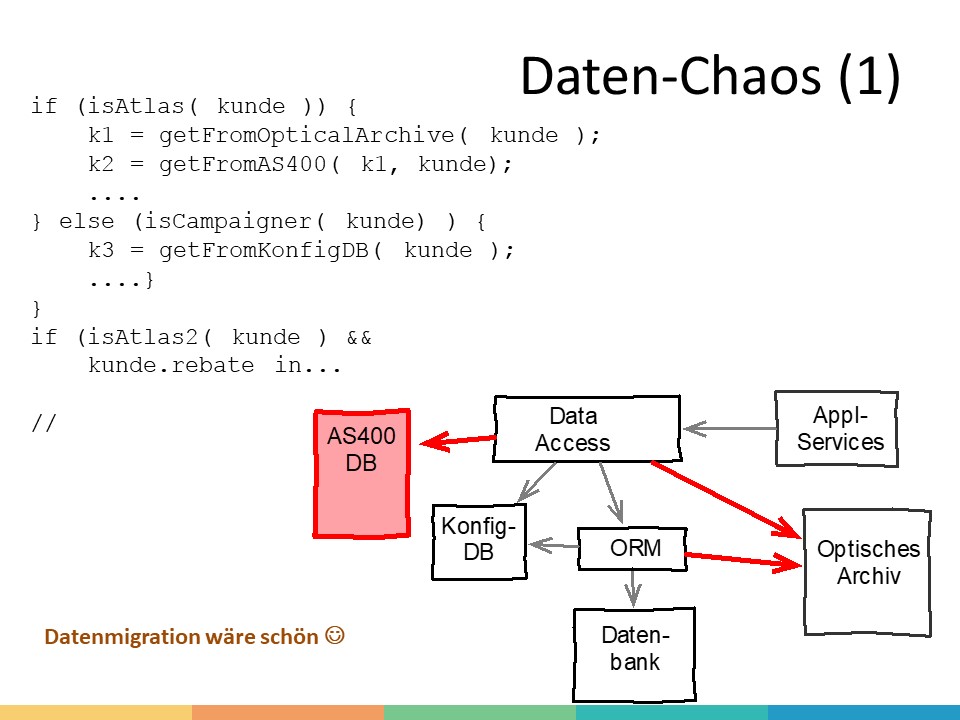 Daten-Chaos (1)
if (isAtlas( kunde )) {
    k1 = getFromOpticalArchive( kunde );
    k2 = getFromAS400( k1, kunde);
    ....
} else (isCampaigner( kunde) ) {
    k3 = getFromKonfigDB( kunde );
    ....}
}
if (isAtlas2( kunde ) &&
    kunde.rebate in...
//
AS400
DB
Data
Access
Appl-
Services
Konfig-
DB
ORM
Optisches
Archiv
Daten-
bank
Datenmigration wäre schön ☺